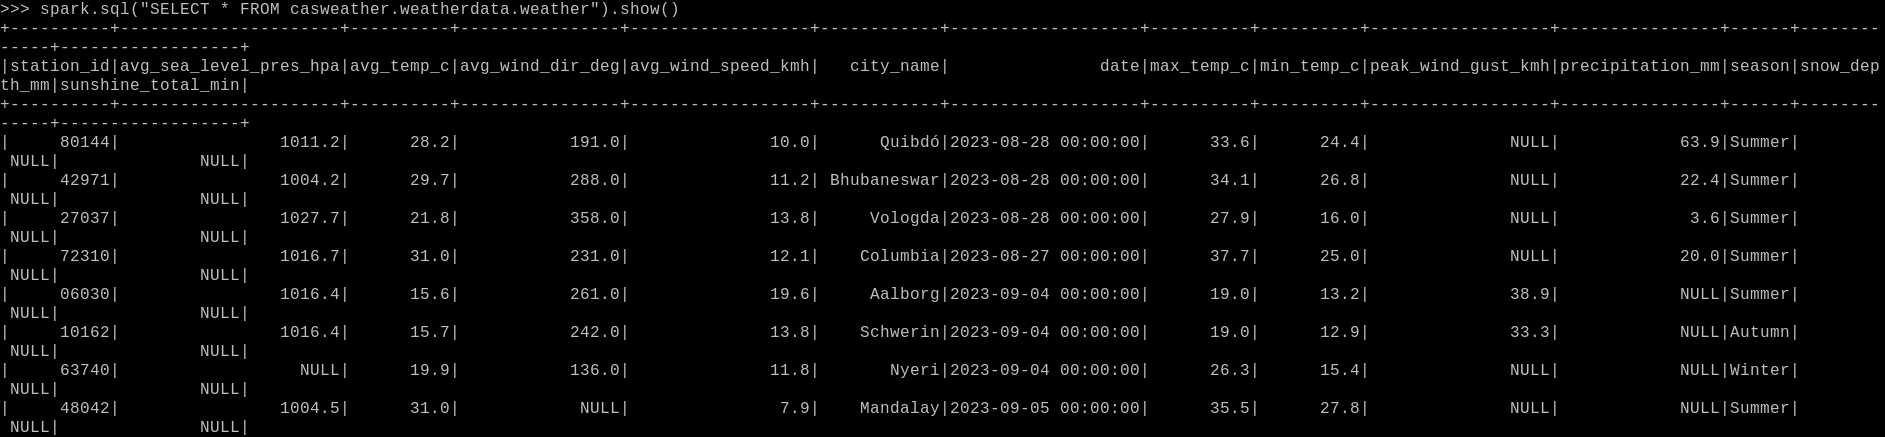 >>> spark.sql("SELECT * FROM casweather.weatherdata.weather").show()
+----------+----------------------+----------+----------------+------------------+------------+-------------------+----------+----------+------------------+----------------+------+--------
-----+------------------+
|station_id|avg_sea_level_pres_hpa|avg_temp_c|avg_wind_dir_deg|avg_wind_speed_kmh|   city_name|               date|max_temp_c|min_temp_c|peak_wind_gust_kmh|precipitation_mm|season|snow_dep
th_mm|sunshine_total_min|
+----------+----------------------+----------+----------------+------------------+------------+-------------------+----------+----------+------------------+----------------+------+--------
-----+------------------+
|     80144|                1011.2|      28.2|           191.0|              10.0|      Quibdó|2023-08-28 00:00:00|      33.6|      24.4|              NULL|            63.9|Summer|
 NULL|              NULL|
|     42971|                1004.2|      29.7|           288.0|              11.2| Bhubaneswar|2023-08-28 00:00:00|      34.1|      26.8|              NULL|            22.4|Summer|
 NULL|              NULL|
|     27037|                1027.7|      21.8|           358.0|              13.8|     Vologda|2023-08-28 00:00:00|      27.9|      16.0|              NULL|             3.6|Summer|
 NULL|              NULL|
|     72310|                1016.7|      31.0|           231.0|              12.1|    Columbia|2023-08-27 00:00:00|      37.7|      25.0|              NULL|            20.0|Summer|
 NULL|              NULL|
|     06030|                1016.4|      15.6|           261.0|              19.6|     Aalborg|2023-09-04 00:00:00|      19.0|      13.2|              38.9|            NULL|Summer|
 NULL|              NULL|
|     10162|                1016.4|      15.7|           242.0|              13.8|    Schwerin|2023-09-04 00:00:00|      19.0|      12.9|              33.3|            NULL|Autumn|
 NULL|              NULL|
|     63740|                  NULL|      19.9|           136.0|              11.8|       Nyeri|2023-09-04 00:00:00|      26.3|      15.4|              NULL|            NULL|Winter|
 NULL|              NULL|
|     48042|                1004.5|      31.0|            NULL|               7.9|    Mandalay|2023-09-05 00:00:00|      35.5|      27.8|              NULL|            NULL|Summer|
 NULL|              NULL|